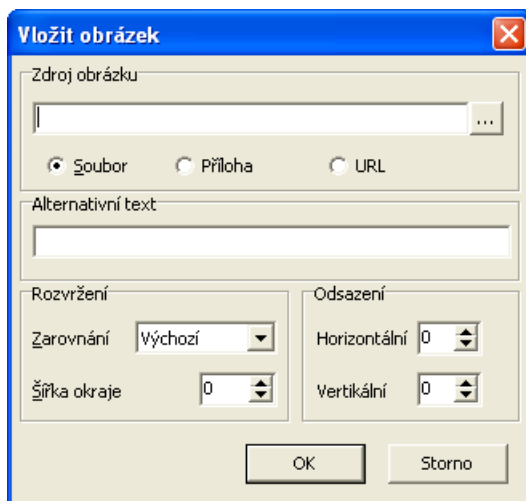 Vložit obrázek
Zdroj obrázku
...
Soubor Příloha URL
Alternativní text
Rozvržení Odsazení
Zarovnání Výchozí Horizontální 0
Šířka okraje 0 Vertikální 0
OK Storno